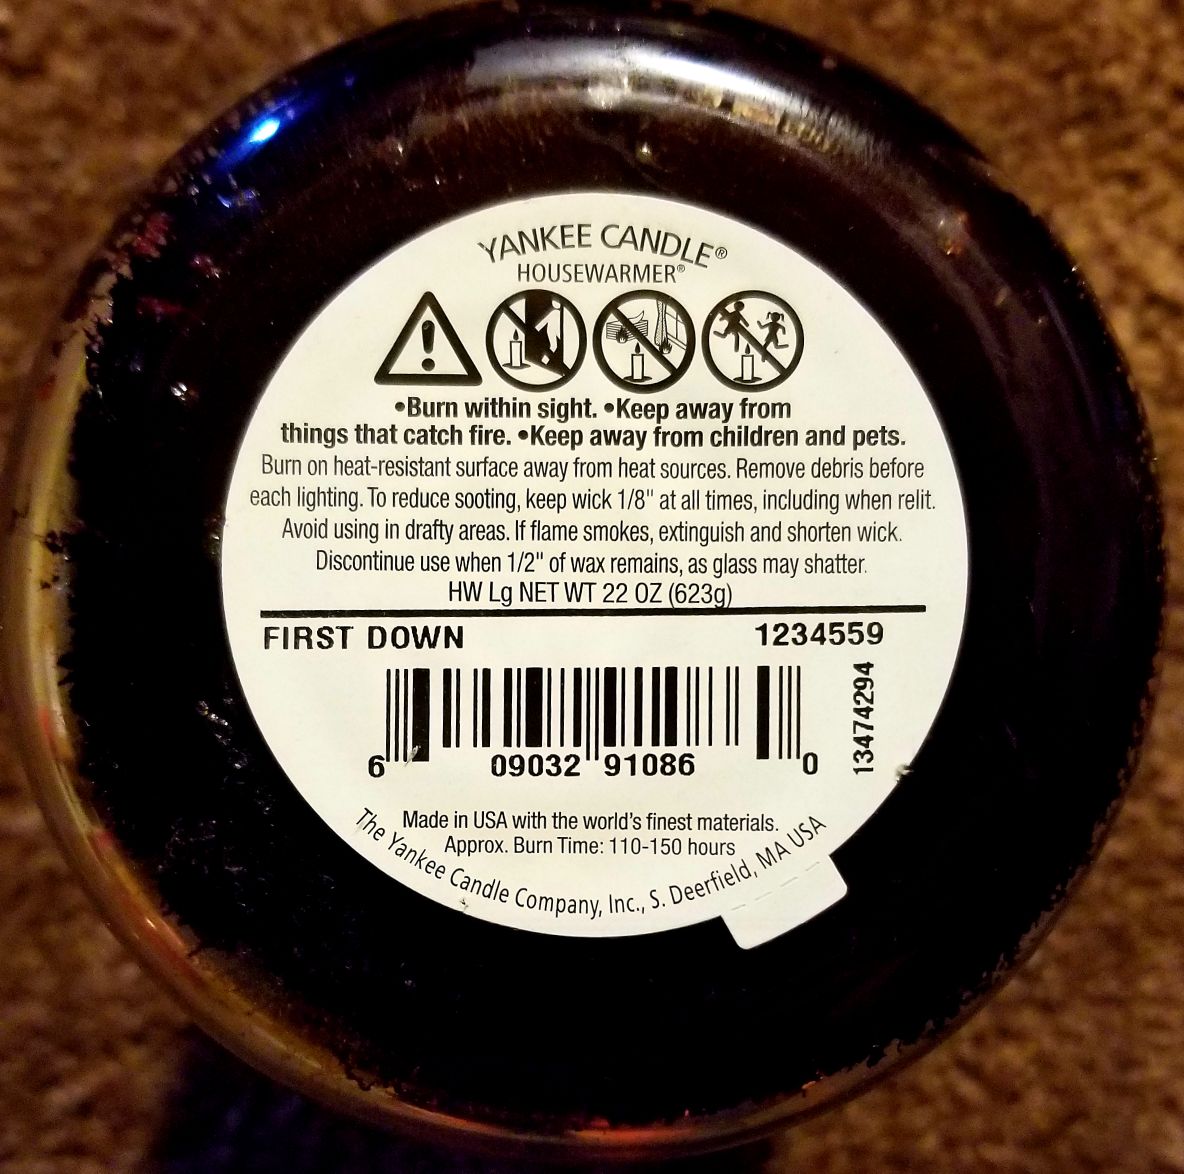 YANKEE CANDLE®
HOUSEWARMER®
•Burn within sight. •Keep away from
things that catch fire. •Keep away from children and pets.
Burn on heat-resistant surface away from heat sources. Remove debris before
each lighting. To reduce sooting, keep wick 1/8" at all times, including when relit.
Avoid using in drafty areas. If flame smokes, extinguish and shorten wick.
Discontinue use when 1/2" of wax remains, as glass may shatter.
HW Lg NET WT 22 OZ (623g)
FIRST DOWN 1234559
13474294
6 09032 91086 0
Made in USA with the world's finest materials.
Approx. Burn Time: 110-150 hours
The Yankee Candle Company, Inc., S. Deerfield, MA USA